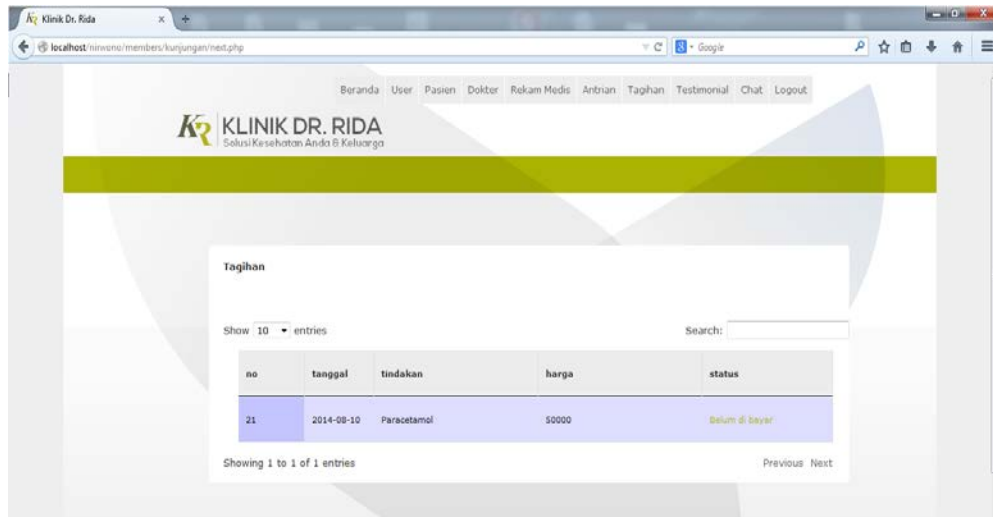 Klinik Dr. Rida
localhost/nirwono/members/kunjungan/next.php
Google
Beranda User Pasien Dokter Rekam Medis Antrian Tagihan Testimonial Chat Logout
KR KLINIK DR. RIDA
Solusi Kesehatan Anda & Keluarga
Tagihan
Show 10 entries Search:
no tanggal tindakan harga status
21 2014-08-10 Paracetamol 50000 Belum di bayar
Showing 1 to 1 of 1 entries Previous Next